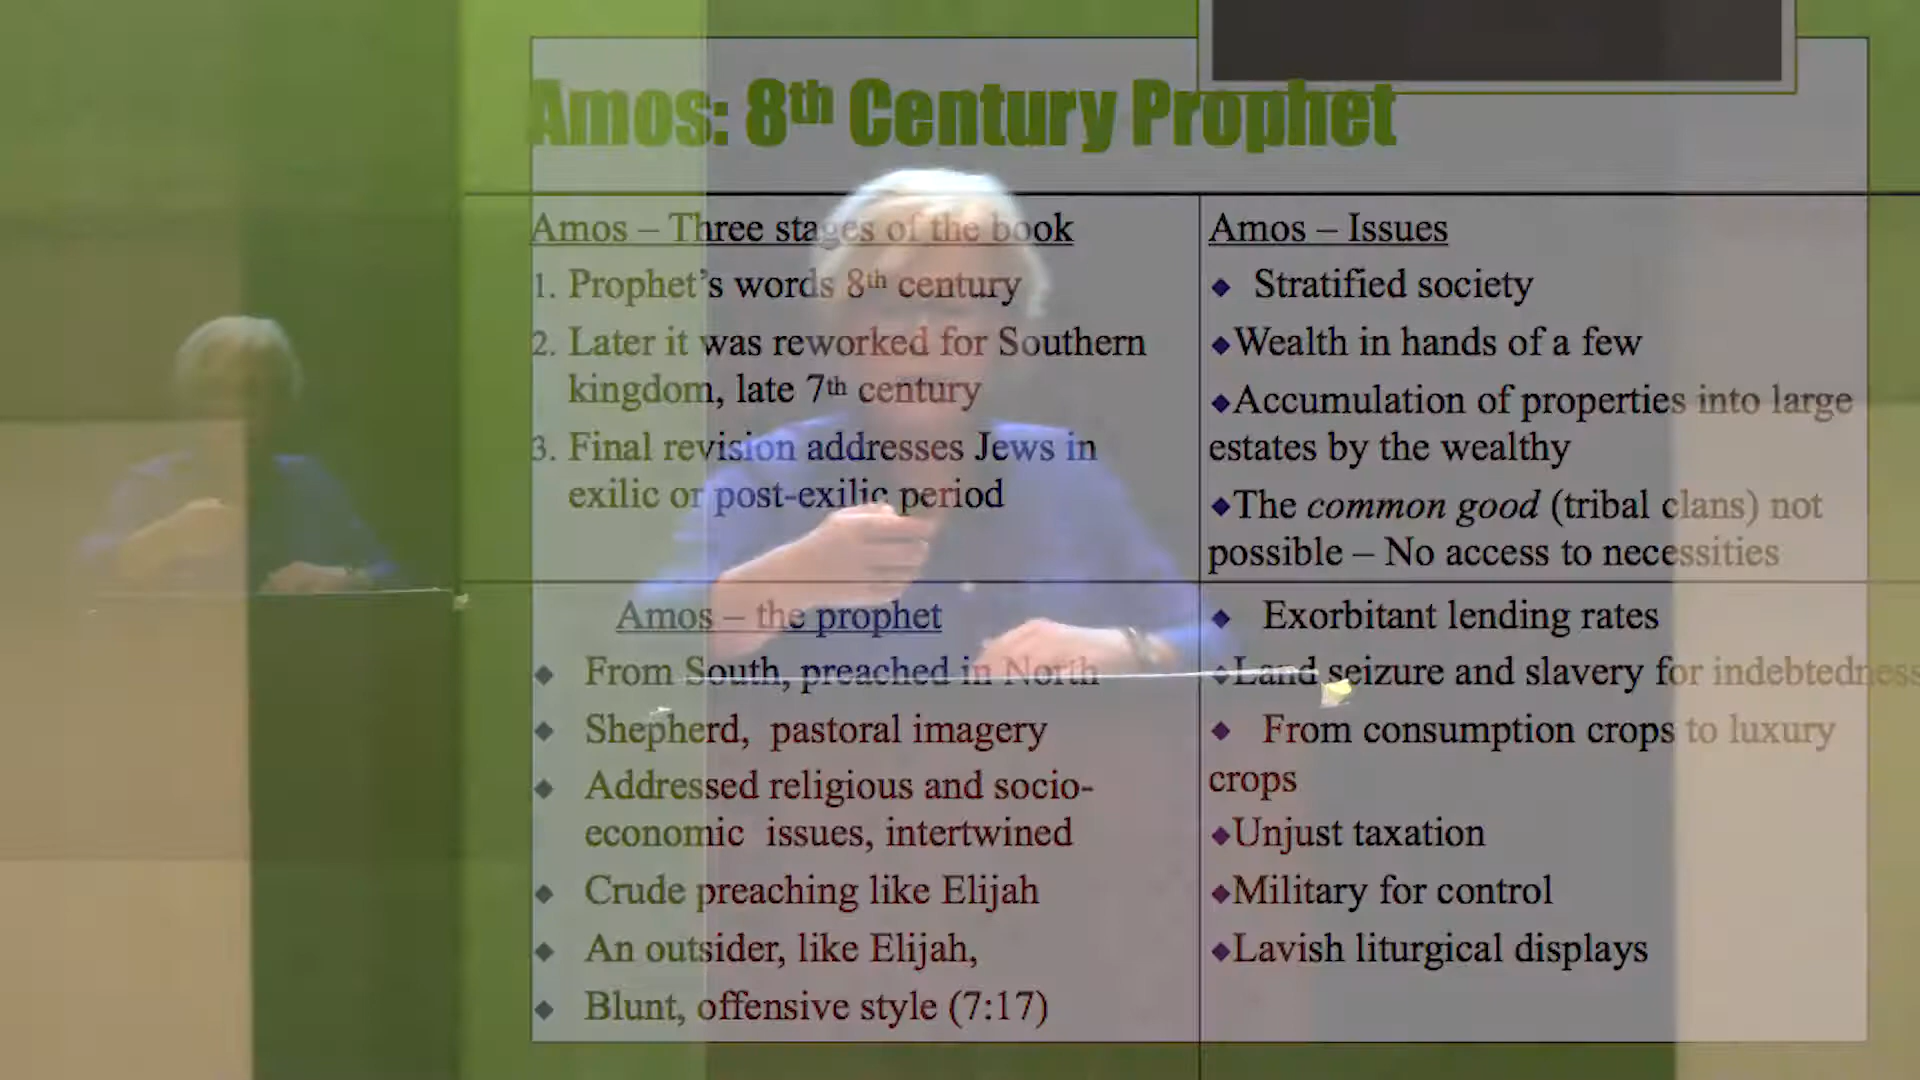 Amos: 8th Century Prophet
Amos – Three stages of the book
1. Prophet's words 8th century
2. Later it was reworked for Southern
kingdom, late 7th century
3. Final revision addresses Jews in
exilic or post-exilic period
Amos – Issues
◆ Stratified society
◆Wealth in hands of a few
◆Accumulation of properties into large
estates by the wealthy
◆The common good (tribal clans) not
possible – No access to necessities
Amos – the prophet
◆ From South, preached in North
◆ Shepherd, pastoral imagery
◆ Addressed religious and socio-
economic issues, intertwined
◆ Crude preaching like Elijah
◆ An outsider, like Elijah,
◆ Blunt, offensive style (7:17)
◆ Exorbitant lending rates
◆Land seizure and slavery for indebtedness
◆ From consumption crops to luxury
crops
◆Unjust taxation
◆Military for control
◆Lavish liturgical displays